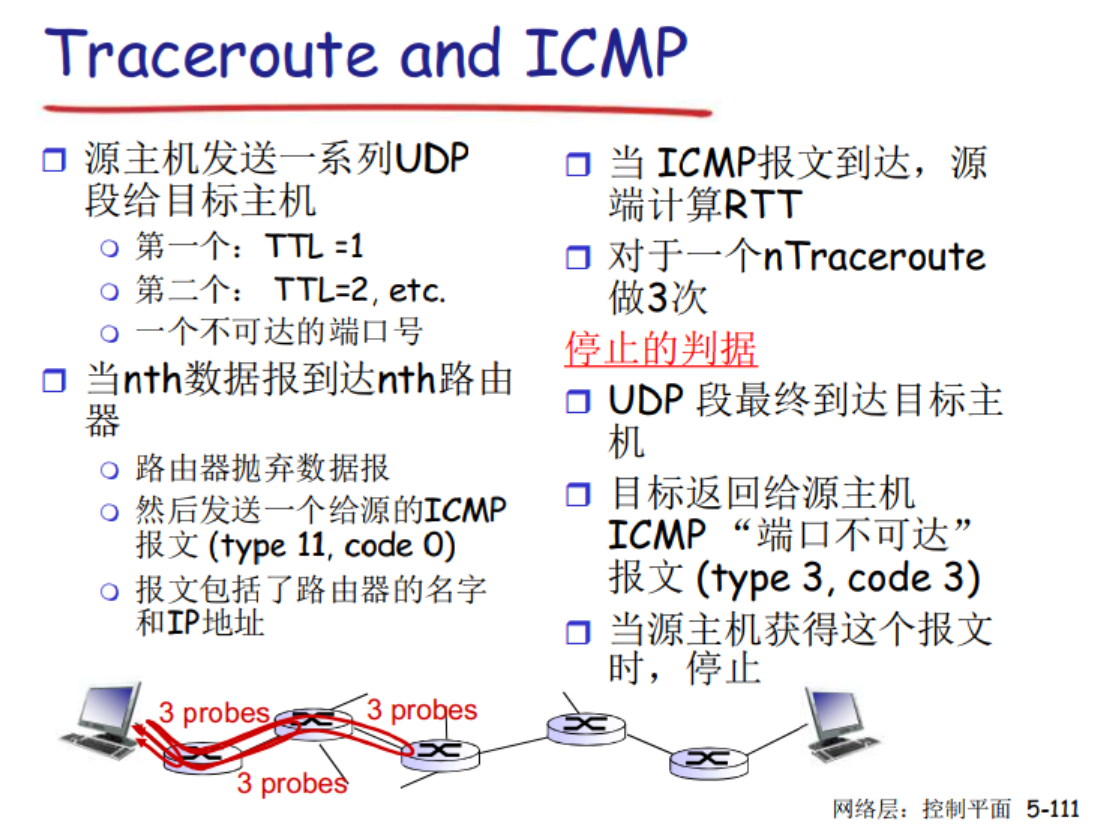 Traceroute and ICMP
源主机发送一系列UDP
段给目标主机
第一个：TTL =1
第二个： TTL=2, etc.
一个不可达的端口号
当nth数据报到达nth路由
器
路由器抛弃数据报
然后发送一个给源的ICMP
报文 (type 11, code 0)
报文包括了路由器的名字
和IP地址
当 ICMP报文到达，源
端计算RTT
对于一个nTraceroute
做3次
停止的判据
UDP 段最终到达目标主
机
目标返回给源主机
ICMP “端口不可达”
报文 (type 3, code 3)
当源主机获得这个报文
时，停止
3 probes
3 probes
3 probes
网络层：控制平面 5-111